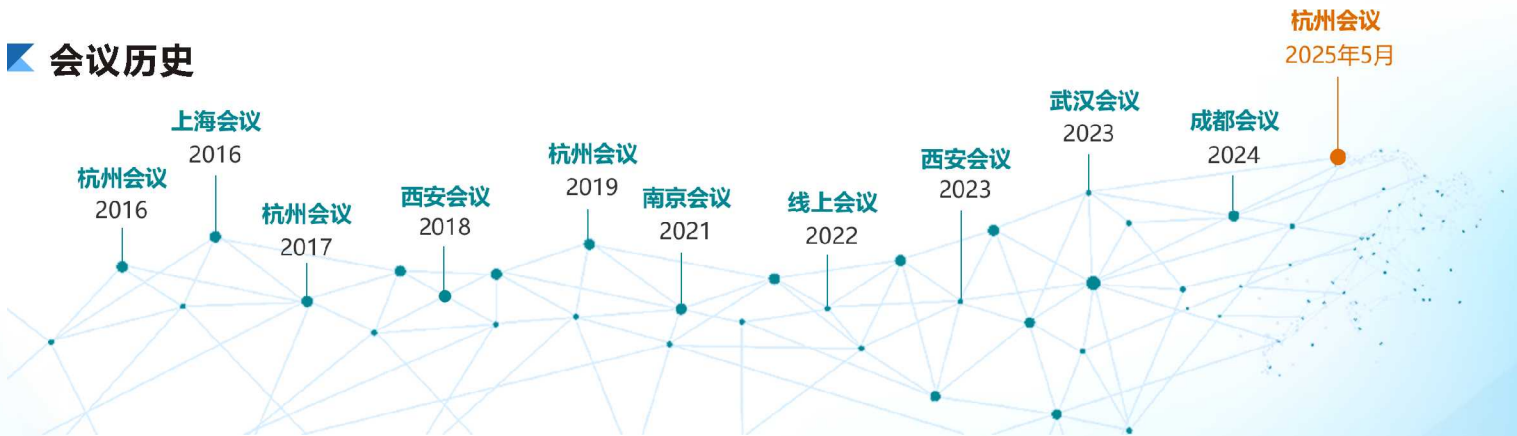 会议历史
杭州会议
2016
上海会议
2016
杭州会议
2017
西安会议
2018
杭州会议
2019
南京会议
2021
线上会议
2022
西安会议
2023
武汉会议
2023
成都会议
2024
杭州会议
2025年5月